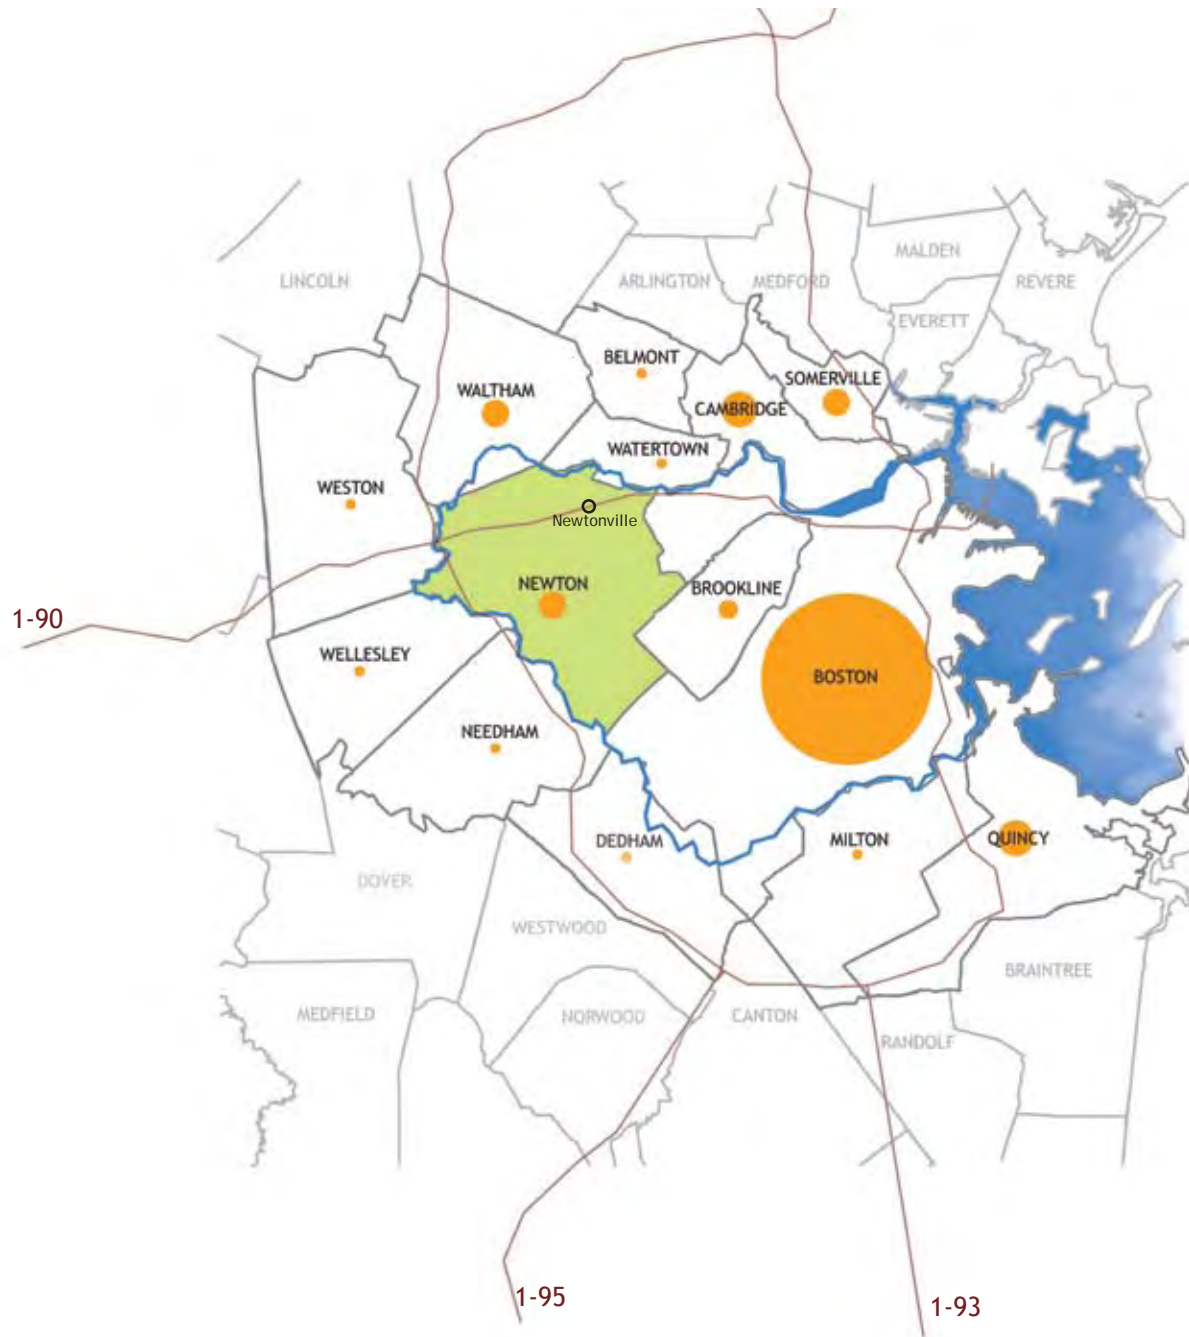 MALDEN
LINCOLN
ARLINGTON
MEDFORD
REVERE
EVERETT
BELMONT
SOMERVILLE
WALTHAM
CAMBRIDGE
WATERTOWN
WESTON
Newtonville
NEWTON
BROOKLINE
1-90
WELLESLEY
BOSTON
NEEDHAM
DEDHAM
MILTON
QUINCY
DOVER
WESTWOOD
BRAINTREE
MEDFIELD
NORWOOD
CANTON
RANDOLF
1-95
1-93